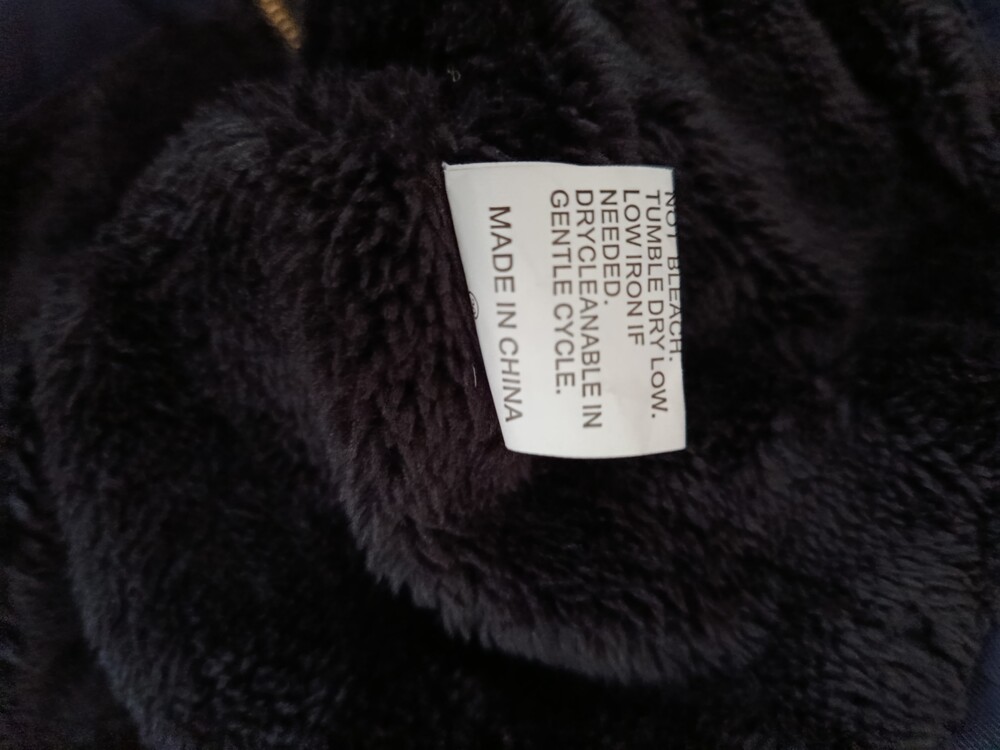 NOT BLEACH.
TUMBLE DRY LOW.
LOW IRON IF
NEEDED.
DRYCLEANABLE IN
GENTLE CYCLE.
MADE IN CHINA